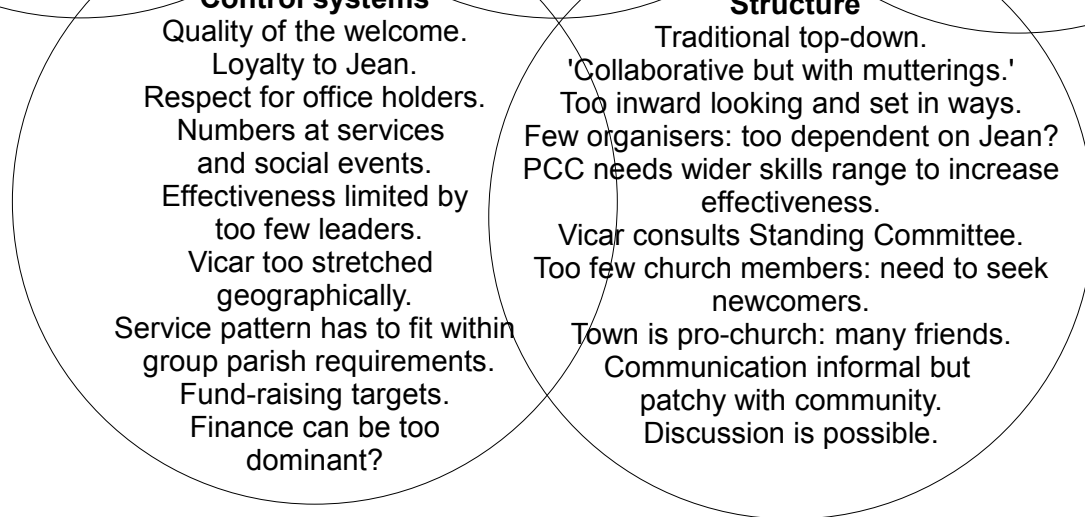 Control systems
Quality of the welcome.
Loyalty to Jean.
Respect for office holders.
Numbers at services
and social events.
Effectiveness limited by
too few leaders.
Vicar too stretched
geographically.
Service pattern has to fit within
group parish requirements.
Fund-raising targets.
Finance can be too
dominant?
Structure
Traditional top-down.
'Collaborative but with mutterings.'
Too inward looking and set in ways.
Few organisers: too dependent on Jean?
PCC needs wider skills range to increase
effectiveness.
Vicar consults Standing Committee.
Too few church members: need to seek
newcomers.
Town is pro-church: many friends.
Communication informal but
patchy with community.
Discussion is possible.